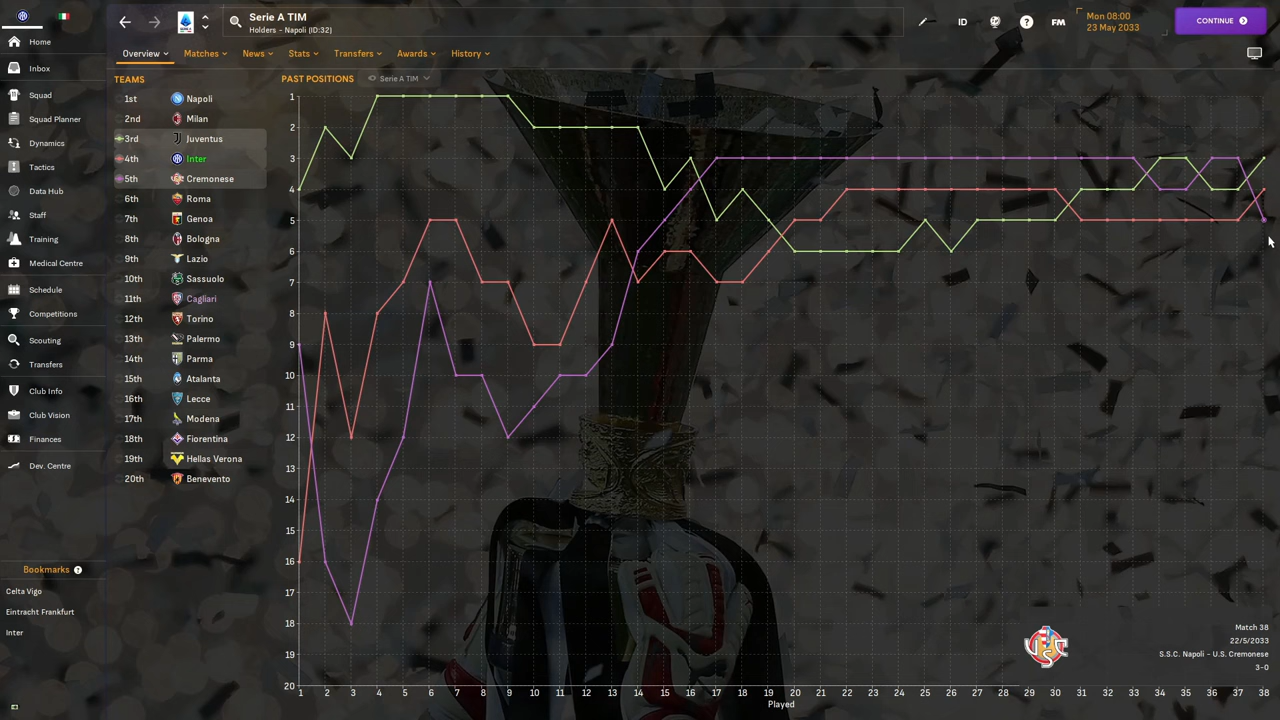 Serie A TIM
Holders - Napoli (ID:32)
ID
?
FM
Mon 08:00
23 May 2033
CONTINUE
Home
Inbox
Squad
Squad Planner
Dynamics
Tactics
Data Hub
Staff
Training
Medical Centre
Schedule
Competitions
Scouting
Transfers
Club Info
Club Vision
Finances
Dev. Centre
Bookmarks ?
Celta Vigo
Eintracht Frankfurt
Inter
Overview
Matches
News
Stats
Transfers
Awards
History
TEAMS
1st Napoli
2nd Milan
3rd Juventus
4th Inter
5th Cremonese
6th Roma
7th Genoa
8th Bologna
9th Lazio
10th Sassuolo
11th Cagliari
12th Torino
13th Palermo
14th Parma
15th Atalanta
16th Lecce
17th Modena
18th Fiorentina
19th Hellas Verona
20th Benevento
PAST POSITIONS
Serie A TIM
1
2
3
4
5
6
7
8
9
10
11
12
13
14
15
16
17
18
19
20
1 2 3 4 5 6 7 8 9 10 11 12 13 14 15 16 17 18 19 20 21 22 23 24 25 26 27 28 29 30 31 32 33 34 35 36 37 38
Played
Match 38
22/5/2033
S.S.C. Napoli - U.S. Cremonese
3-0